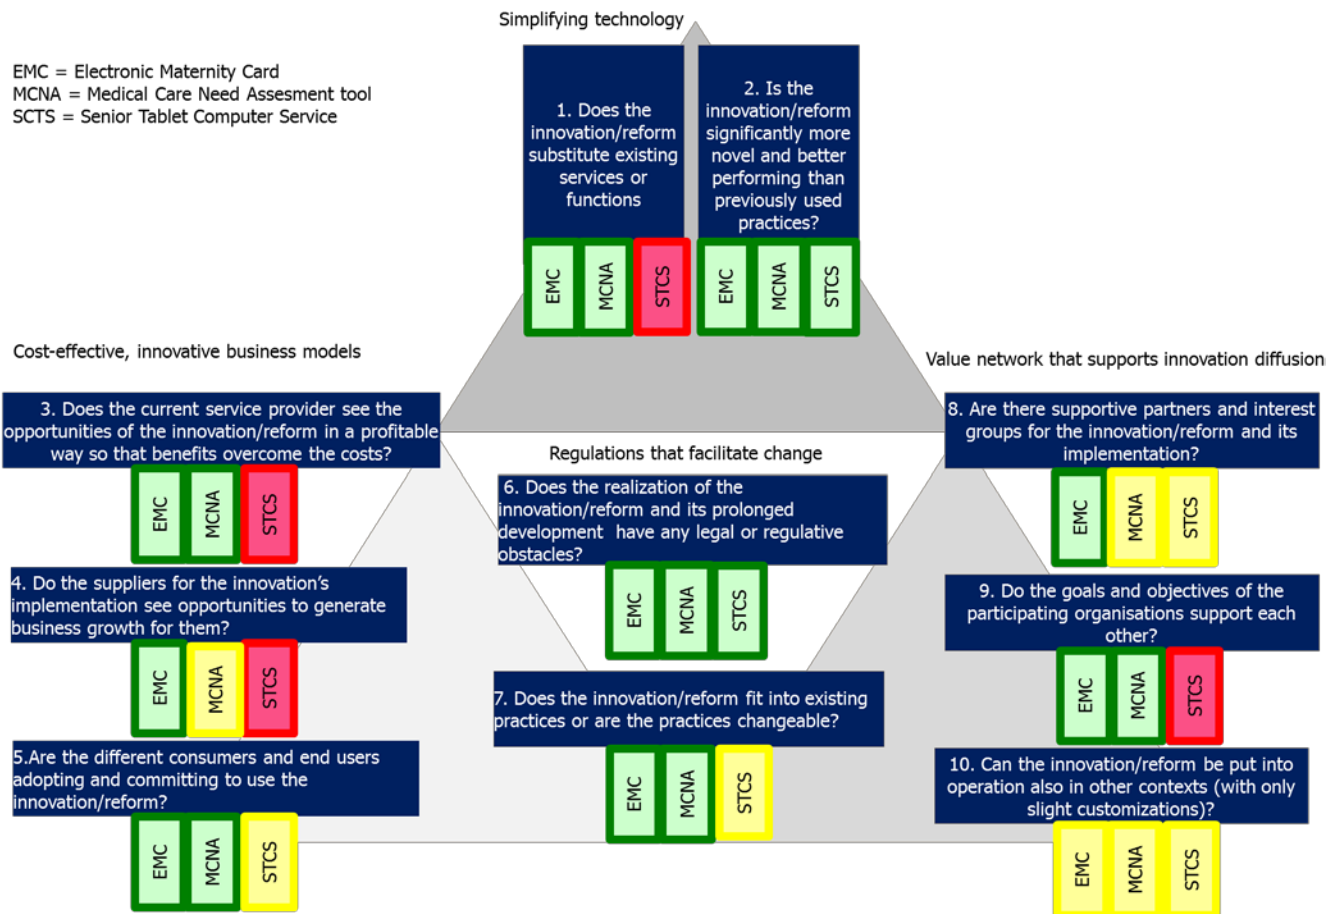 Simplifying technology
EMC = Electronic Maternity Card
MCNA = Medical Care Need Assesment tool
SCTS = Senior Tablet Computer Service
1. Does the
innovation/reform
substitute existing
services or
functions
EMC
MCNA
STCS
2. Is the
innovation/reform
significantly more
novel and better
performing than
previously used
practices?
EMC
MCNA
STCS
Cost-effective, innovative business models
3. Does the current service provider see the
opportunities of the innovation/reform in a profitable
way so that benefits overcome the costs?
EMC
MCNA
STCS
4. Do the suppliers for the innovation’s
implementation see opportunities to generate
business growth for them?
EMC
MCNA
STCS
5.Are the different consumers and end users
adopting and committing to use the
innovation/reform?
EMC
MCNA
STCS
Regulations that facilitate change
6. Does the realization of the
innovation/reform and its prolonged
development have any legal or regulative
obstacles?
EMC
MCNA
STCS
7. Does the innovation/reform fit into existing
practices or are the practices changeable?
EMC
MCNA
STCS
Value network that supports innovation diffusion
8. Are there supportive partners and interest
groups for the innovation/reform and its
implementation?
EMC
MCNA
STCS
9. Do the goals and objectives of the
participating organisations support each
other?
EMC
MCNA
STCS
10. Can the innovation/reform be put into
operation also in other contexts (with only
slight customizations)?
EMC
MCNA
STCS